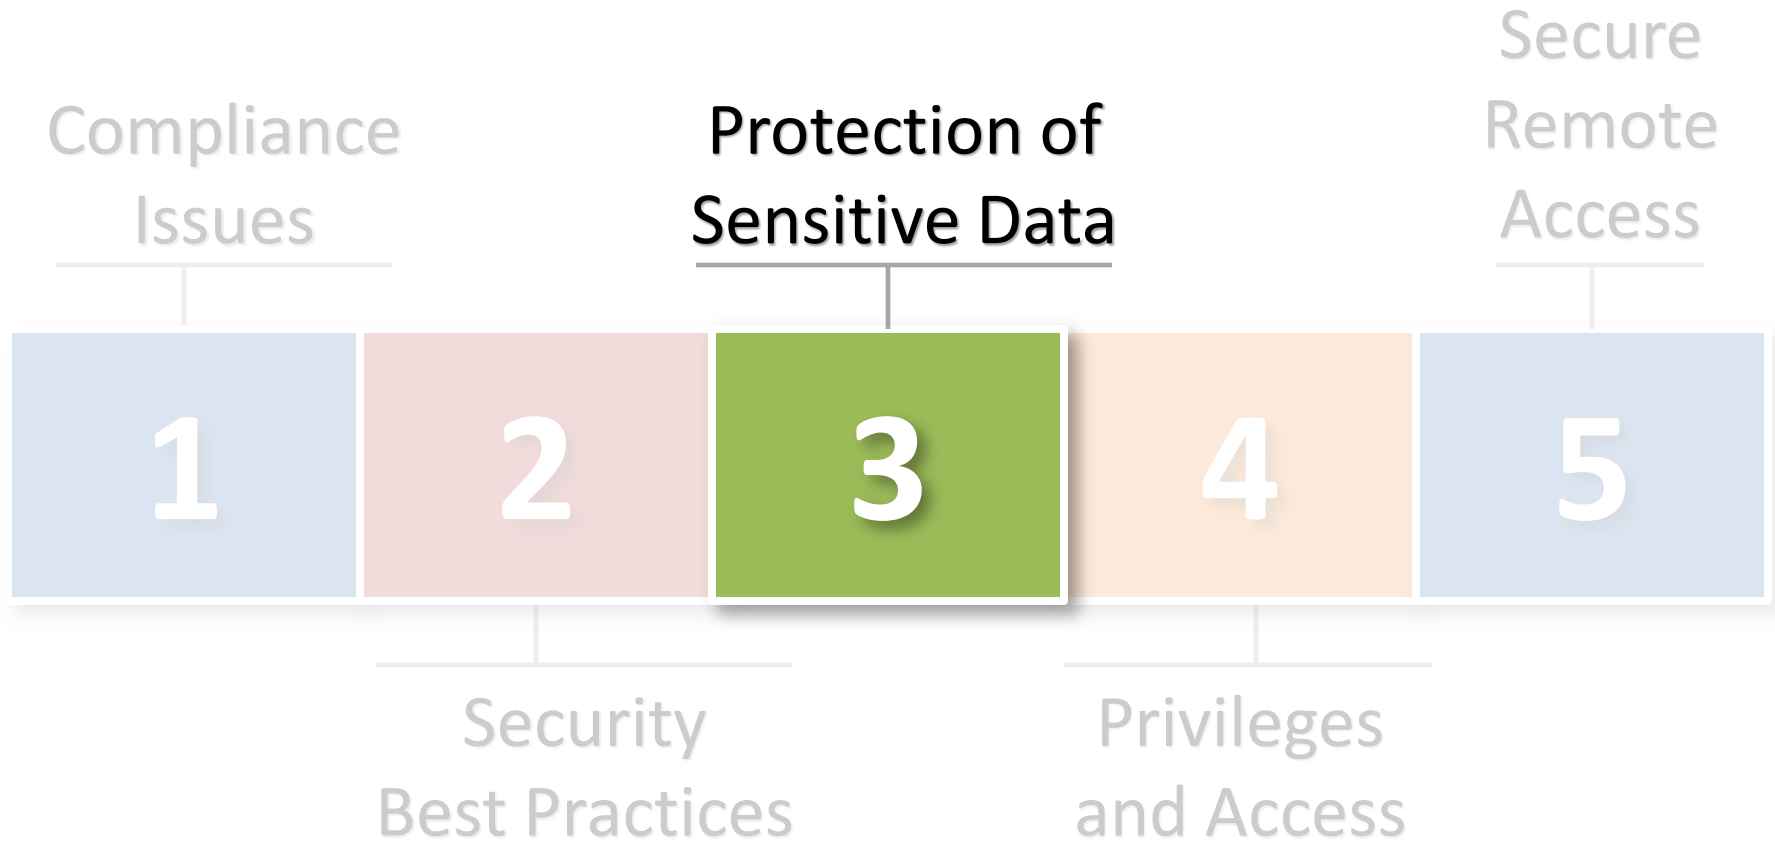 Compliance
Issues
Protection of
Sensitive Data
Secure
Remote
Access
1
2
3
4
5
Security
Best Practices
Privileges
and Access